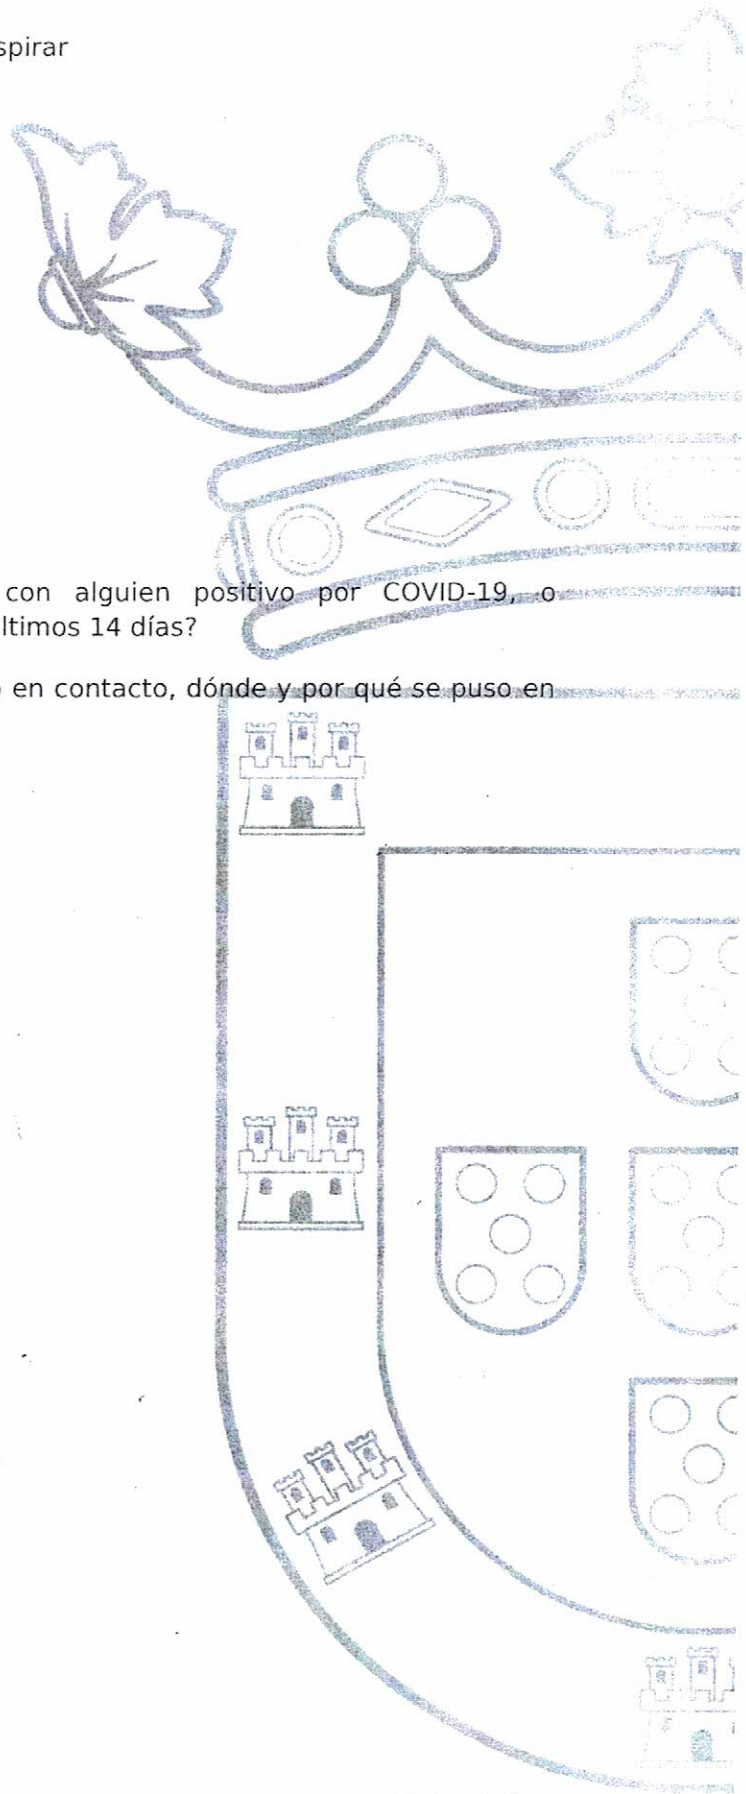 spirar
con alguien positivo por COVID-19, o
ltimos 14 días?
en contacto, dónde y por qué se puso en